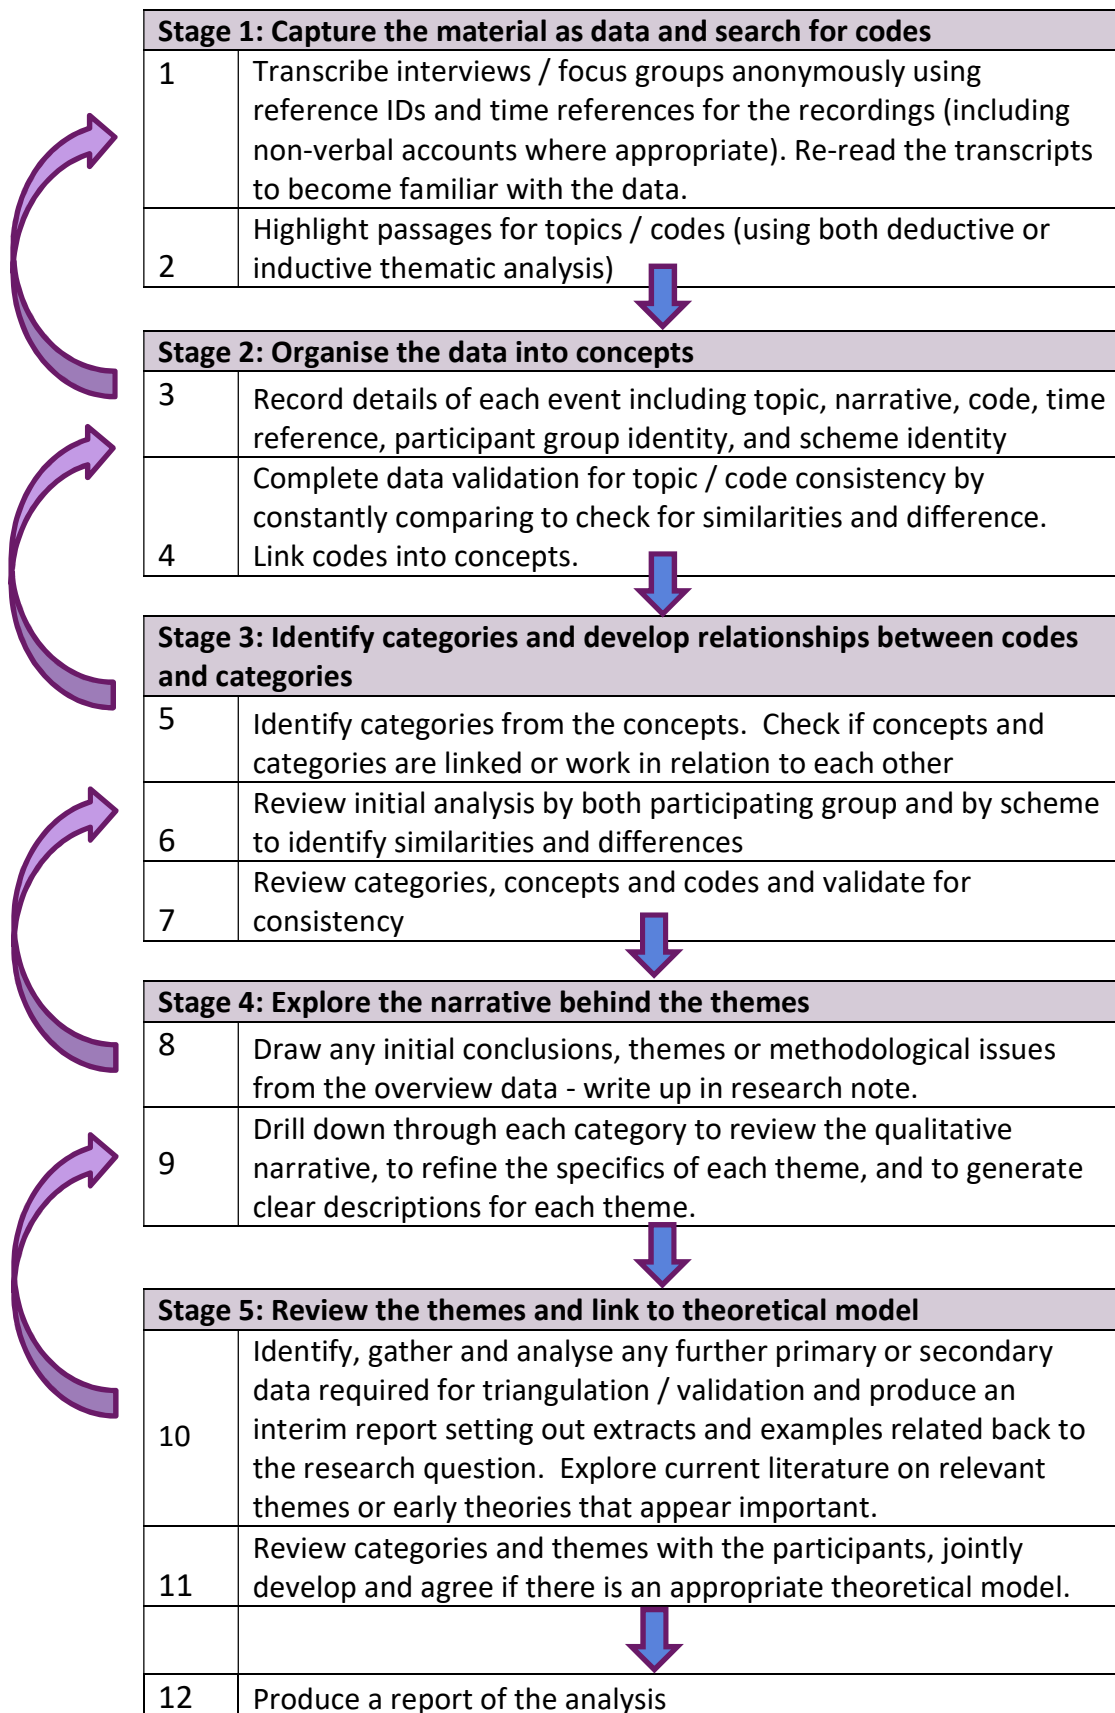 Stage 1: Capture the material as data and search for codes
1 Transcribe interviews / focus groups anonymously using
reference IDs and time references for the recordings (including
non-verbal accounts where appropriate). Re-read the transcripts
to become familiar with the data.
Highlight passages for topics / codes (using both deductive or
2 inductive thematic analysis)
Stage 2: Organise the data into concepts
3 Record details of each event including topic, narrative, code, time
reference, participant group identity, and scheme identity
Complete data validation for topic / code consistency by
constantly comparing to check for similarities and difference.
4 Link codes into concepts.
Stage 3: Identify categories and develop relationships between codes
and categories
5 Identify categories from the concepts.  Check if concepts and
categories are linked or work in relation to each other
Review initial analysis by both participating group and by scheme
6 to identify similarities and differences
Review categories, concepts and codes and validate for
7 consistency
Stage 4: Explore the narrative behind the themes
8 Draw any initial conclusions, themes or methodological issues
from the overview data - write up in research note.
Drill down through each category to review the qualitative
9 narrative, to refine the specifics of each theme, and to generate
clear descriptions for each theme.
Stage 5: Review the themes and link to theoretical model
Identify, gather and analyse any further primary or secondary
data required for triangulation / validation and produce an
10 interim report setting out extracts and examples related back to
the research question.  Explore current literature on relevant
themes or early theories that appear important.
Review categories and themes with the participants, jointly
11 develop and agree if there is an appropriate theoretical model.
12 Produce a report of the analysis